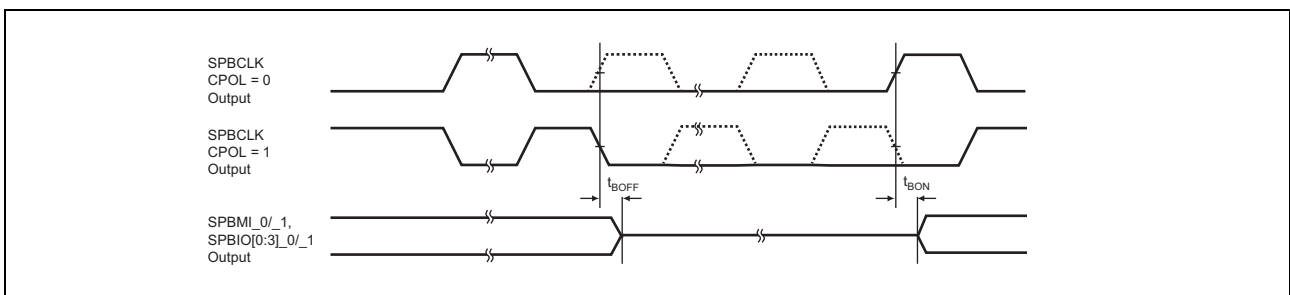 SPBCLK
CPOL = 0
Output
SPBCLK
CPOL = 1
Output
tBOFF
tBON
SPBMI_0/_1,
SPBIO[0:3]_0/_1
Output